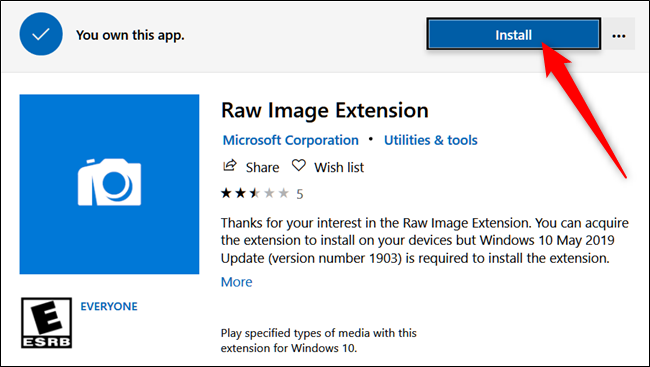 You own this app.
Install
...
Raw Image Extension
Microsoft Corporation • Utilities & tools
Share Wish list
5
Thanks for your interest in the Raw Image Extension. You can acquire
the extension to install on your devices but Windows 10 May 2019
Update (version number 1903) is required to install the extension.
More
E
ESRB
EVERYONE
Play specified types of media with this
extension for Windows 10.